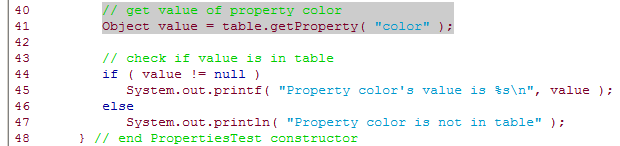 40 // get value of property color
41 Object value = table.getProperty( "color" );
42
43 // check if value is in table
44 if ( value != null )
45 System.out.printf( "Property color's value is %s\n", value );
46 else
47 System.out.println( "Property color is not in table" );
48 } // end PropertiesTest constructor